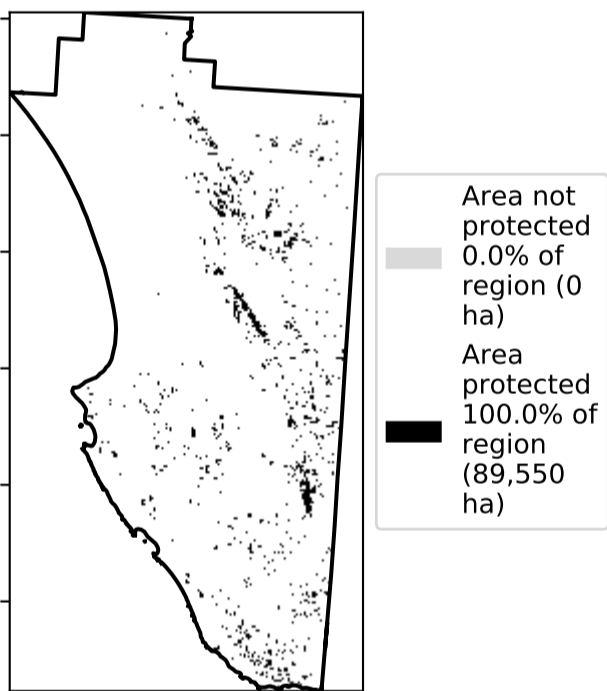 Area not
protected
0.0% of
region (0
ha)
Area
protected
100.0% of
region
(89,550
ha)